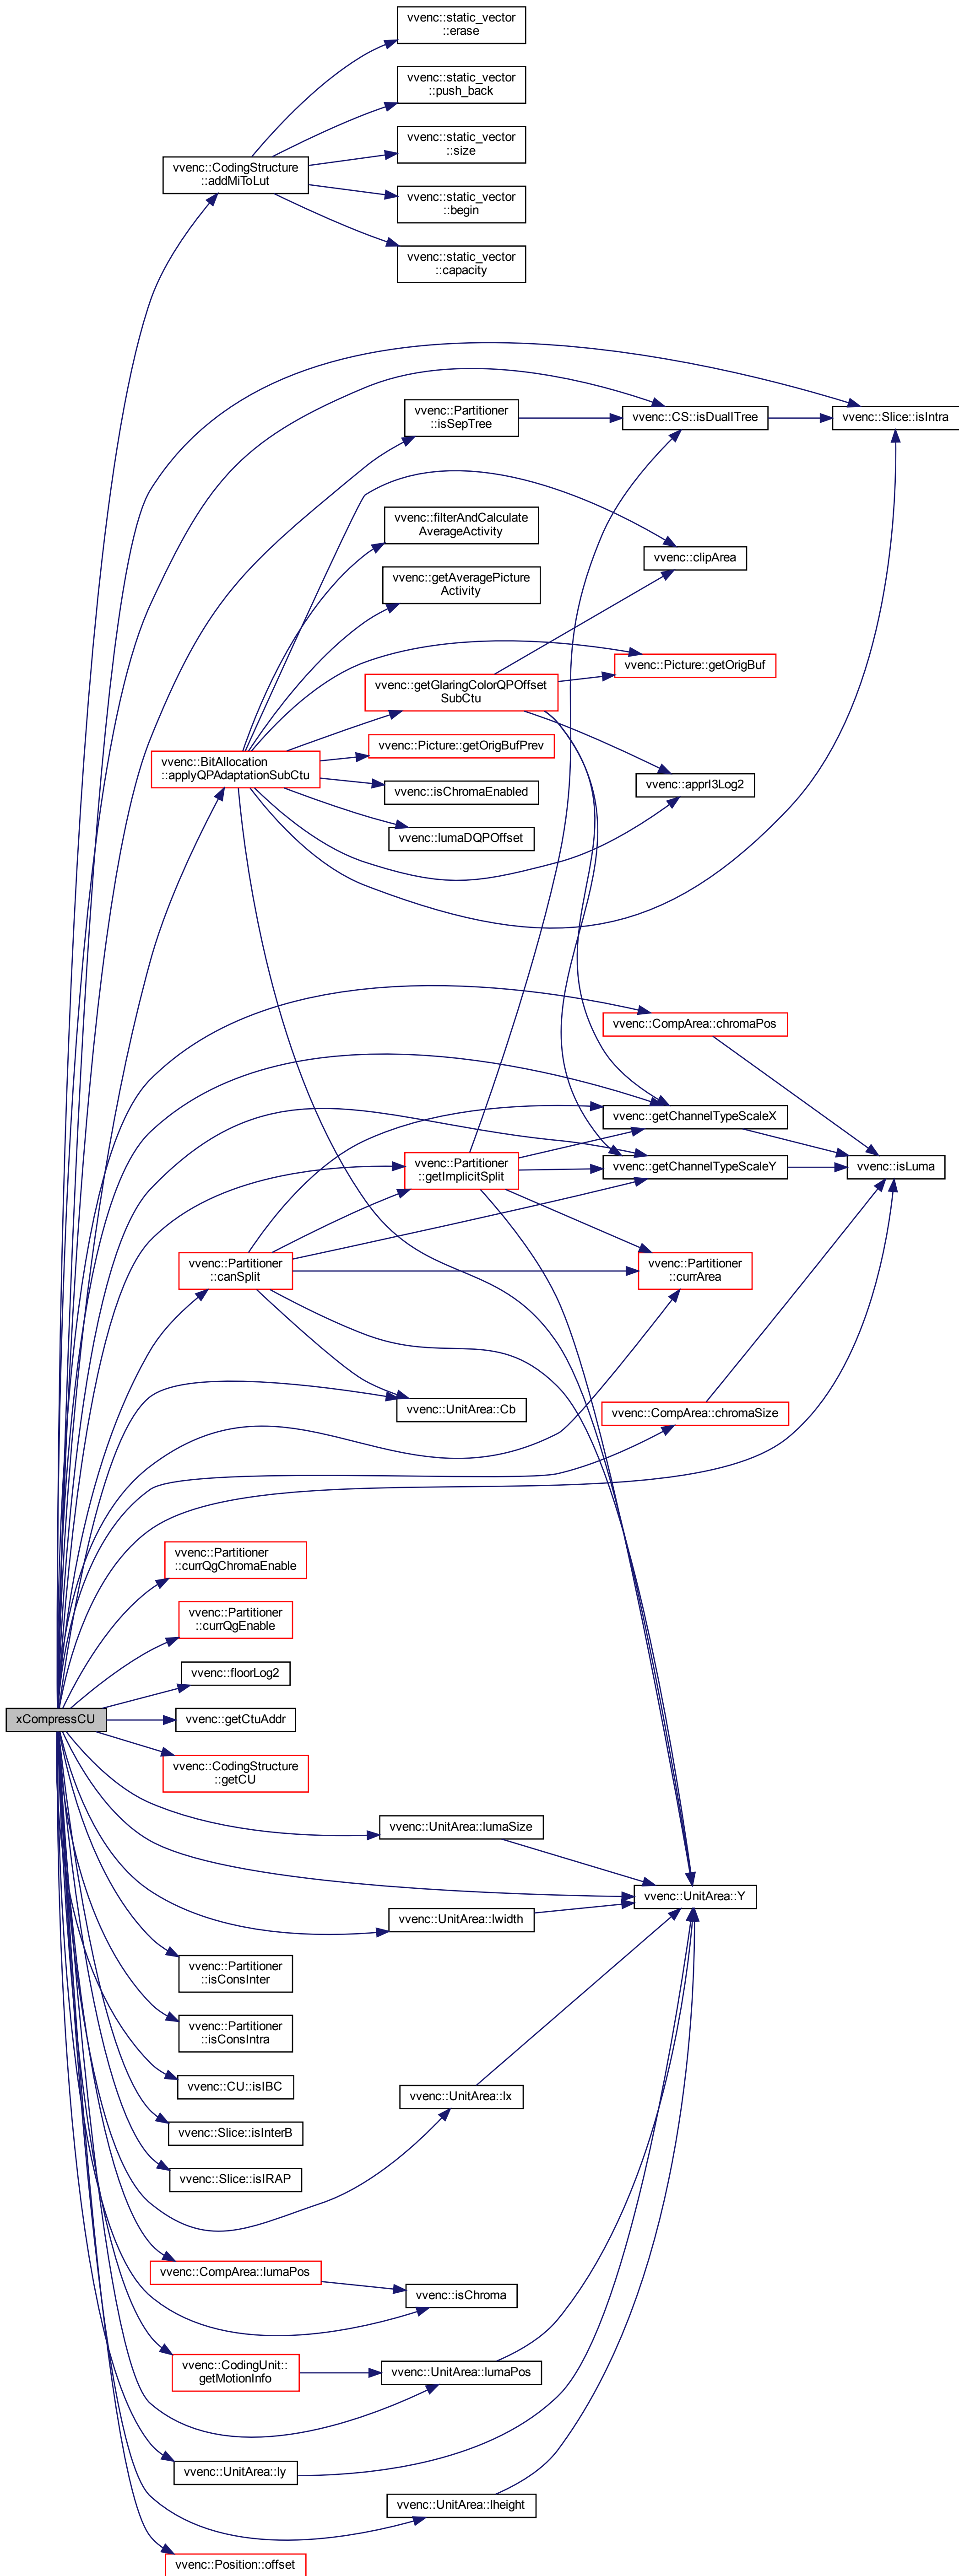 vvenc::static_vector
::erase
vvenc::static_vector
::push_back
vvenc::static_vector
::size
vvenc::CodingStructure
::addMiToLut
vvenc::static_vector
::begin
vvenc::static_vector
::capacity
vvenc::Partitioner
::isSepTree
vvenc::CS::isDualITree
vvenc::Slice::isIntra
vvenc::filterAndCalculate
AverageActivity
vvenc::clipArea
vvenc::getAveragePicture
Activity
vvenc::Picture::getOrigBuf
vvenc::getGlaringColorQPOffset
SubCtu
vvenc::Picture::getOrigBufPrev
vvenc::BitAllocation
::applyQPAdaptationSubCtu
vvenc::isChromaEnabled
vvenc::apprI3Log2
vvenc::lumaDQPOffset
vvenc::CompArea::chromaPos
vvenc::getChannelTypeScaleX
vvenc::Partitioner
::getImplicitSplit
vvenc::getChannelTypeScaleY
vvenc::isLuma
vvenc::Partitioner
::canSplit
vvenc::Partitioner
::currArea
vvenc::UnitArea::Cb
vvenc::CompArea::chromaSize
vvenc::Partitioner
::currQgChromaEnable
vvenc::Partitioner
::currQgEnable
vvenc::floorLog2
xCompressCU
vvenc::getCtuAddr
vvenc::CodingStructure
::getCU
vvenc::UnitArea::lumaSize
vvenc::UnitArea::Y
vvenc::UnitArea::lwidth
vvenc::Partitioner
::isConsInter
vvenc::Partitioner
::isConsIntra
vvenc::CU::isIBC
vvenc::UnitArea::lx
vvenc::Slice::isInterB
vvenc::Slice::isIRAP
vvenc::CompArea::lumaPos
vvenc::isChroma
vvenc::CodingUnit::
getMotionInfo
vvenc::UnitArea::lumaPos
vvenc::UnitArea::ly
vvenc::UnitArea::lheight
vvenc::Position::offset